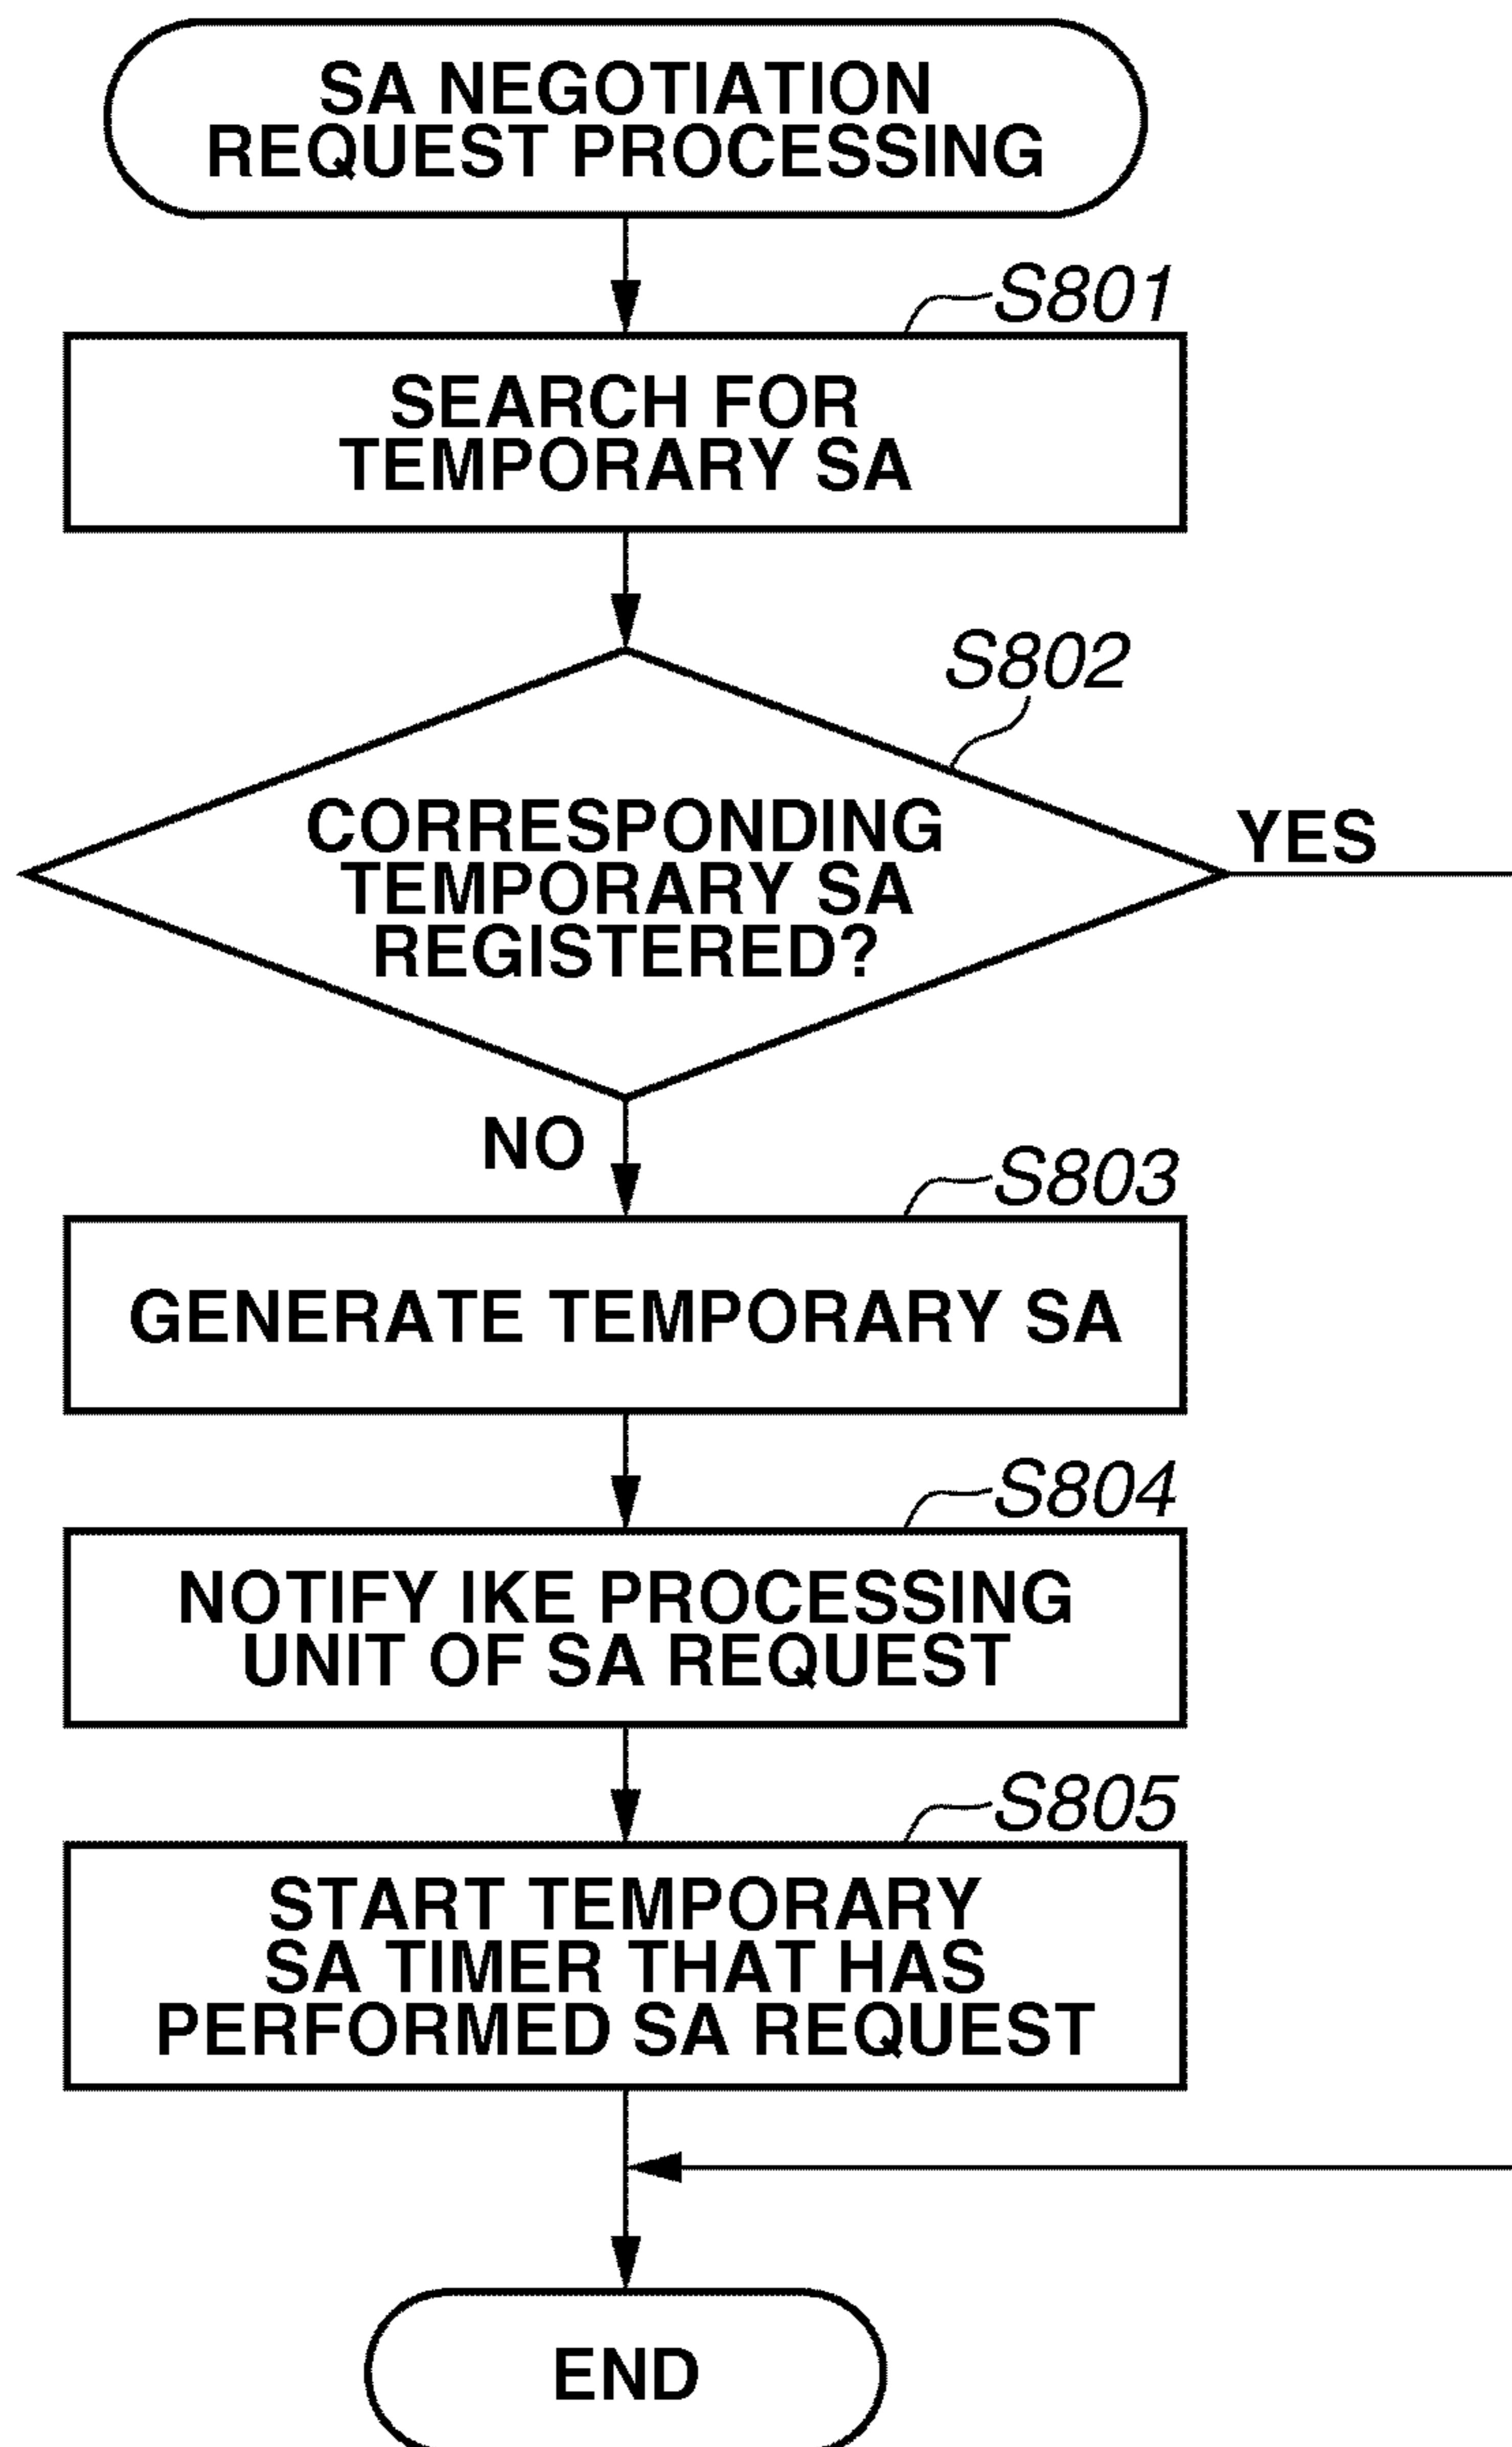 SA NEGOTIATION
REQUEST PROCESSING
S801
SEARCH FOR
TEMPORARY SA
S802
CORRESPONDING
TEMPORARY SA
REGISTERED?
YES
NO
S803
GENERATE TEMPORARY SA
S804
NOTIFY IKE PROCESSING
UNIT OF SA REQUEST
S805
START TEMPORARY
SA TIMER THAT HAS
PERFORMED SA REQUEST
END